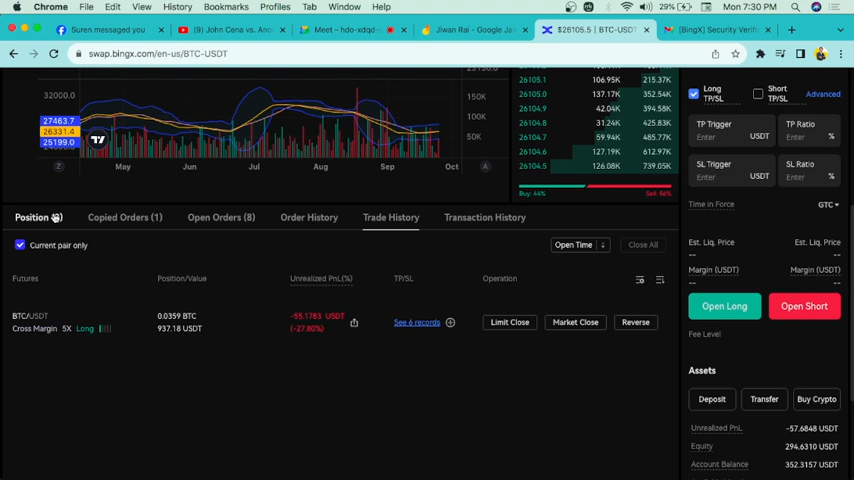 Chrome File Edit View History Bookmarks Profiles Tab Window Help 29% Mon 7:30 PM
Suren messaged you
(9) John Cena vs. Ano
Meet – hdo-xdqd-
Jiwan Rai - Google Ja
$26105.5 | BTC-USDT
[BingX] Security Verifi
swap.bingx.com/en-us/BTC-USDT
32000.0
27463.7
26331.4
25199.0
150K
100K
50K
May Jun Jul Aug Sep Oct
Z A
26105.1 106.95K 215.37K
26105.0 137.17K 352.54K
26104.9 42.04K 394.58K
26104.8 31.24K 425.83K
26104.7 59.94K 485.77K
26104.6 127.19K 612.97K
26104.5 126.08K 739.05K
Buy: 44% Sell: 56%
Long TP/SL
Short TP/SL
Advanced
TP Trigger
Enter USDT
TP Ratio
Enter %
SL Trigger
Enter USDT
SL Ratio
Enter %
Time in Force GTC
Est. Liq. Price Est. Liq. Price
-- --
Margin (USDT) Margin (USDT)
-- --
Open Long Open Short
Fee Level
Assets
Deposit Transfer Buy Crypto
Unrealized PnL -57.6848 USDT
Equity 294.6310 USDT
Account Balance 352.3157 USDT
Position Copied Orders (1) Open Orders (8) Order History Trade History Transaction History
Current pair only Open Time Close All
Futures Position/Value Unrealized PnL(%) TP/SL Operation
BTC/USDT 0.0359 BTC -55.1783 USDT See 6 records Limit Close Market Close Reverse
Cross Margin 5X Long 937.18 USDT (-27.80%)